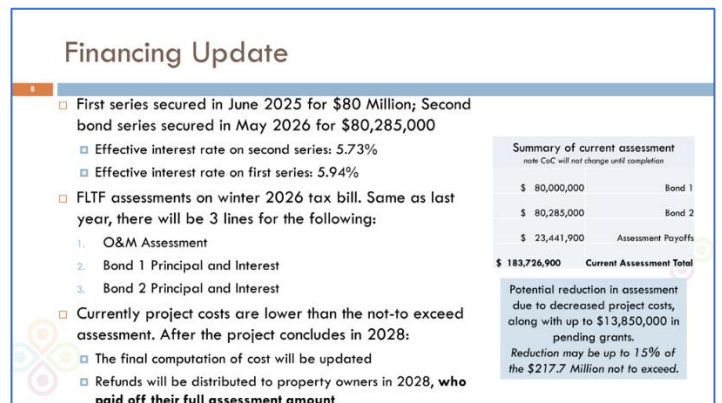 Financing Update
8
First series secured in June 2025 for $80 Million; Second
bond series secured in May 2026 for $80,285,000
Effective interest rate on second series: 5.73%
Effective interest rate on first series: 5.94%
FLTF assessments on winter 2026 tax bill. Same as last
year, there will be 3 lines for the following:
1. O&M Assessment
2. Bond 1 Principal and Interest
3. Bond 2 Principal and Interest
Currently project costs are lower than the not-to exceed
assessment. After the project concludes in 2028:
The final computation of cost will be updated
Refunds will be distributed to property owners in 2028, who
paid off their full assessment amount
Summary of current assessment
note CoC will not change until completion
$ 80,000,000 Bond 1
$ 80,285,000 Bond 2
$ 23,441,900 Assessment Payoffs
$ 183,726,900 Current Assessment Total
Potential reduction in assessment
due to decreased project costs,
along with up to $13,850,000 in
pending grants.
Reduction may be up to 15% of
the $217.7 Million not to exceed.